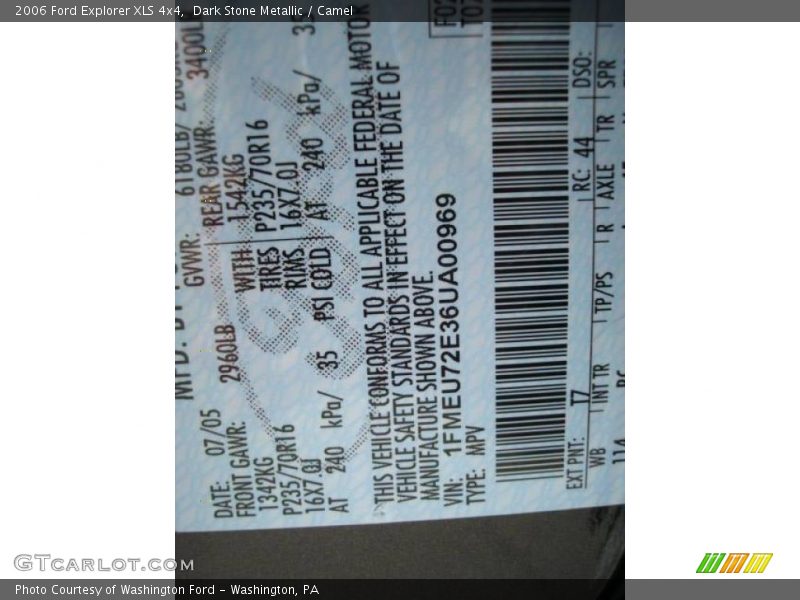 2006 Ford Explorer XLS 4x4, Dark Stone Metallic / Camel
DATE: 07/05 GVWR:
FRONT GAWR: 2960LB REAR GAWR: 3400L
1342KG WITH 1542KG
P235/70R16 TIRES P235/70R16
16X7.0J RIMS 16X7.0J
AT 240 kPa/ 35 PSI COLD AT 240 kPa/
THIS VEHICLE CONFORMS TO ALL APPLICABLE FEDERAL MOTOR
VEHICLE SAFETY STANDARDS IN EFFECT ON THE DATE OF
MANUFACTURE SHOWN ABOVE.
VIN: 1FMEU72E36UA00969
TYPE: MPV
EXT PNT: T7 RC: 44 DSO:
WB INT TR TP/PS R AXLE TR SPR
114
GTcarlot.com
Photo Courtesy of Washington Ford - Washington, PA